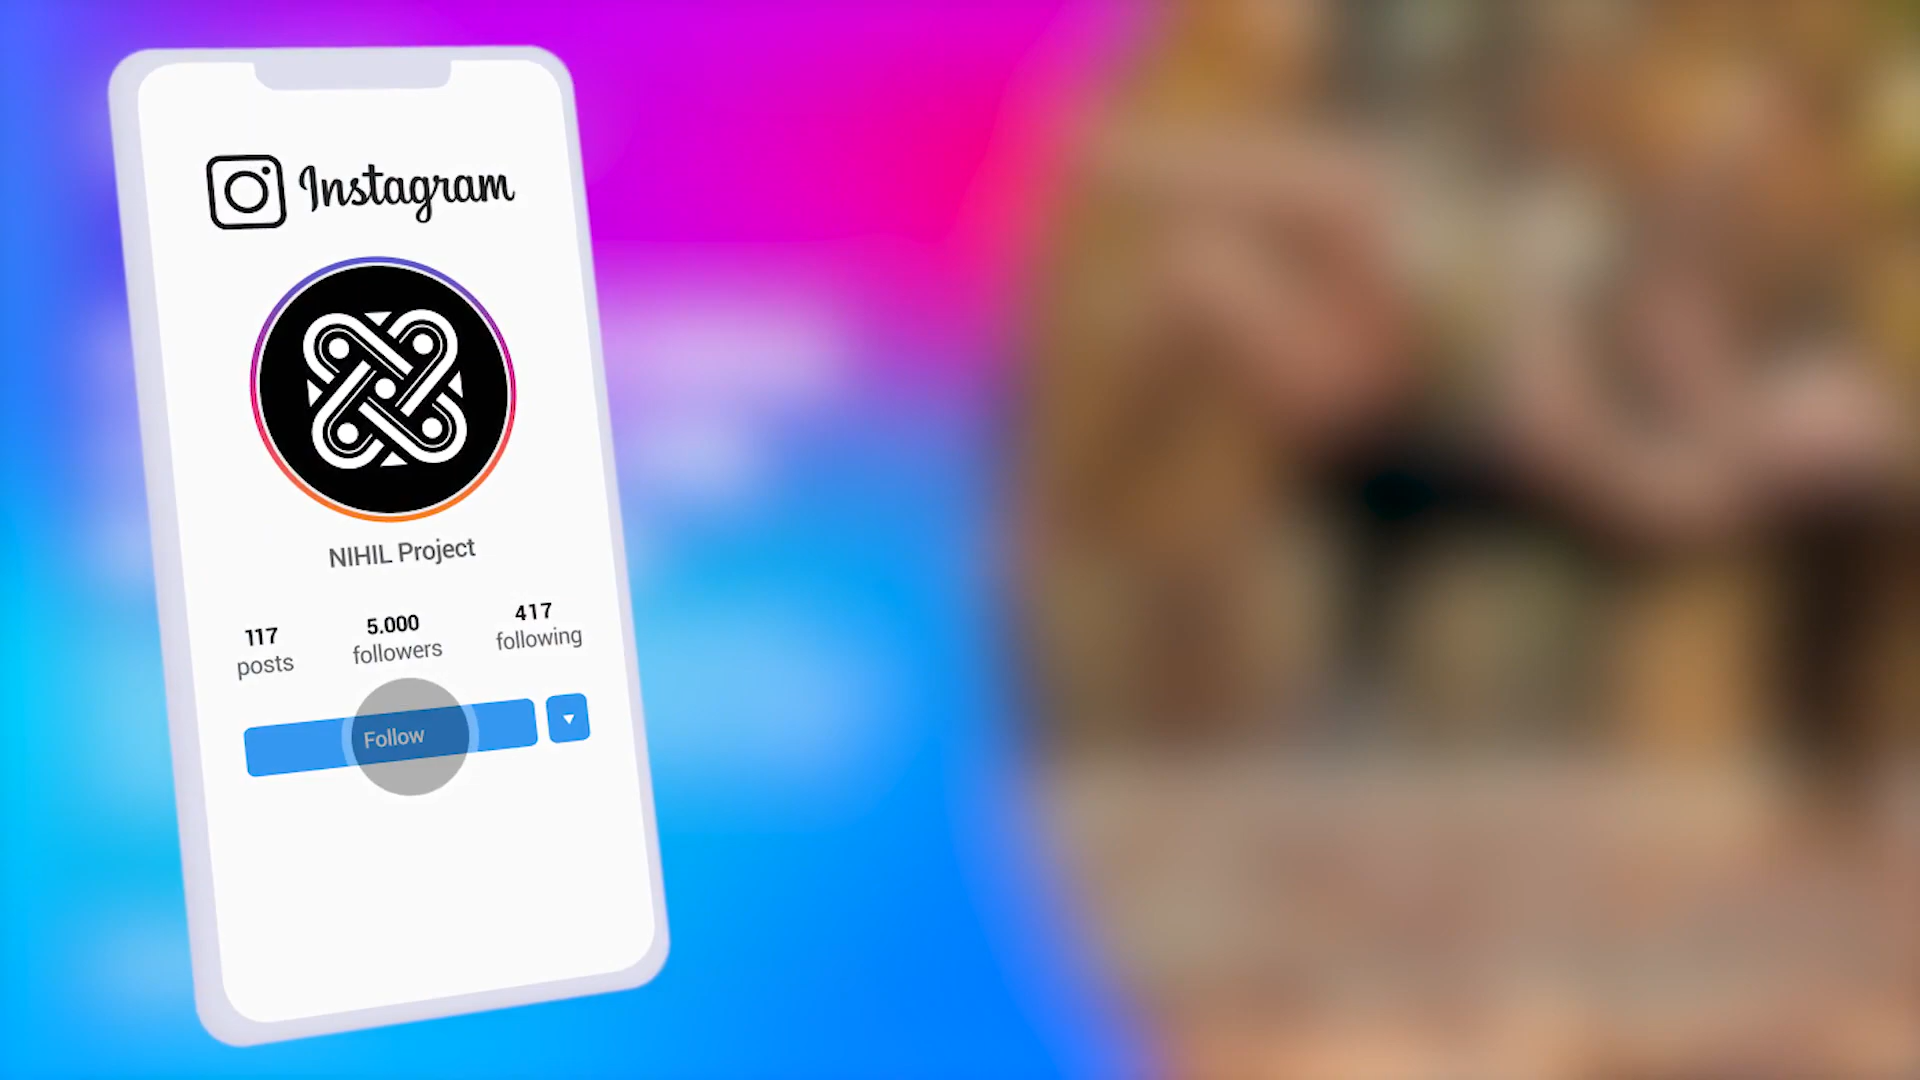 Instagram
NIHIL Project
117 5.000 417
posts followers following
Follow